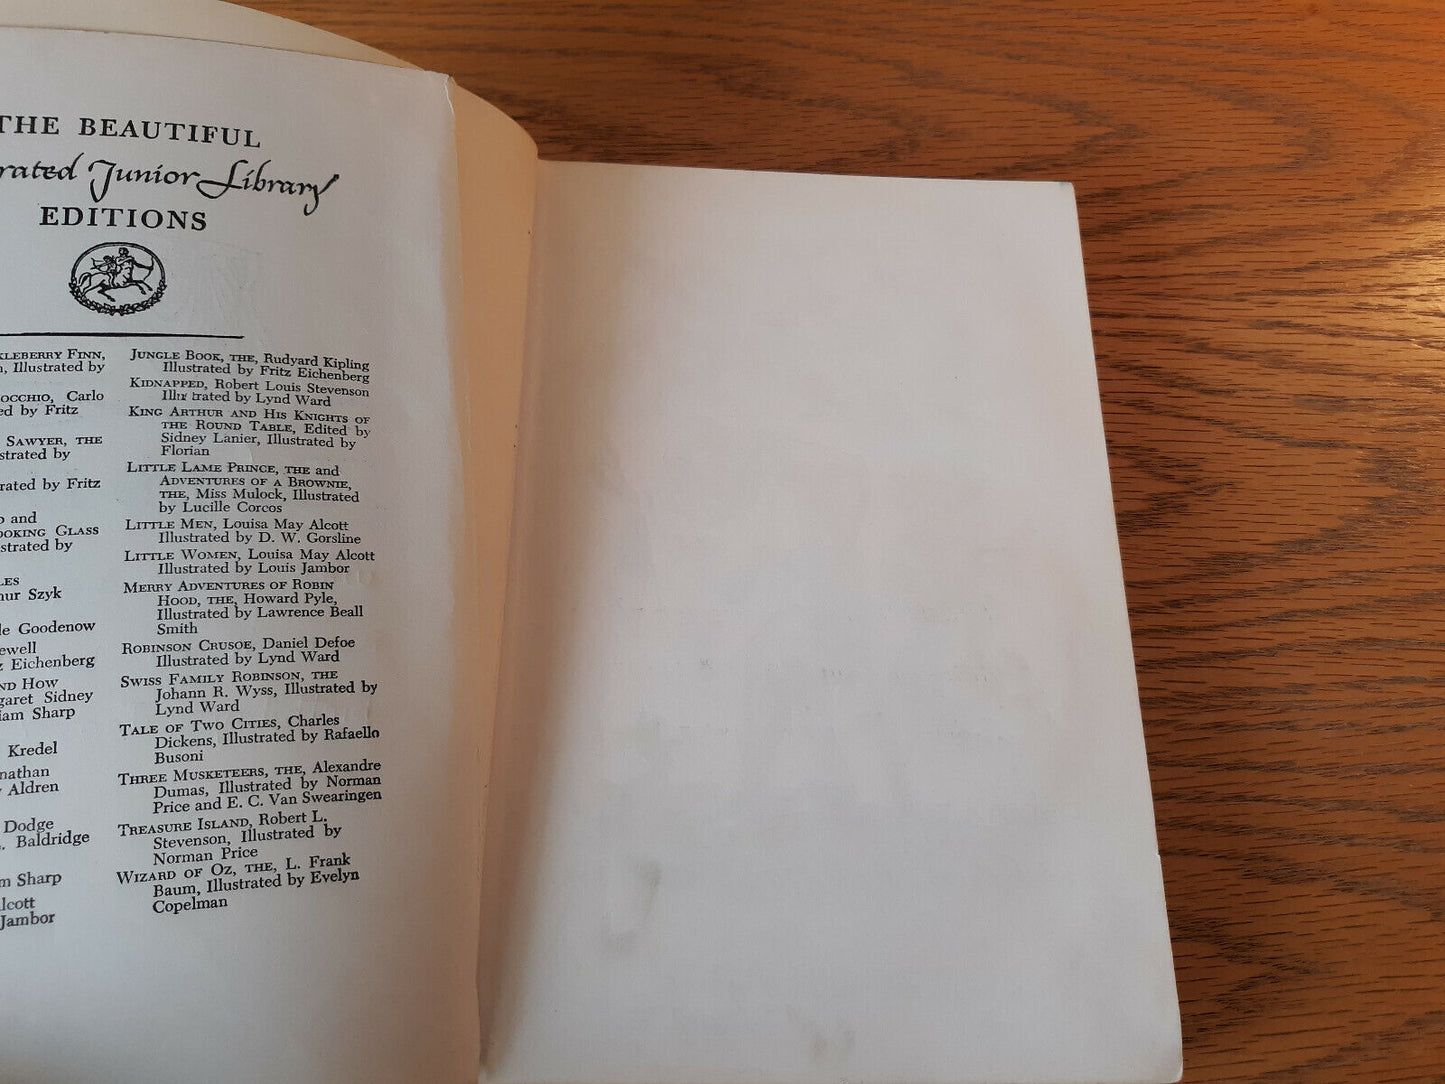 THE BEAUTIFUL
rated Junior Library
EDITIONS
KLEBERRY FINN,
n, Illustrated by
OCCHIO, Carlo
ed by Fritz
SAWYER, THE
strated by
rated by Fritz
and
OOKING GLASS
strated by
LES
hur Szyk
le Goodenow
ewell
z Eichenberg
ND HOW
garet Sidney
iam Sharp
Kredel
nathan
y Aldren
Dodge
L. Baldridge
m Sharp
lcott
Jambor
JUNGLE BOOK, THE, Rudyard Kipling
Illustrated by Fritz Eichenberg
KIDNAPPED, Robert Louis Stevenson
Illu trated by Lynd Ward
KING ARTHUR AND HIS KNIGHTS OF
THE ROUND TABLE, Edited by
Sidney Lanier, Illustrated by
Florian
LITTLE LAME PRINCE, THE and
ADVENTURES OF A BROWNIE,
THE, Miss Mulock, Illustrated
by Lucille Corcos
LITTLE MEN, Louisa May Alcott
Illustrated by D. W. Gorsline
LITTLE WOMEN, Louisa May Alcott
Illustrated by Louis Jambor
MERRY ADVENTURES OF ROBIN
HOOD, THE, Howard Pyle,
Illustrated by Lawrence Beall
Smith
ROBINSON CRUSOE, Daniel Defoe
Illustrated by Lynd Ward
SWISS FAMILY ROBINSON, THE
Johann R. Wyss, Illustrated by
Lynd Ward
TALE OF TWO CITIES, Charles
Dickens, Illustrated by Rafaello
Busoni
THREE MUSKETEERS, THE, Alexandre
Dumas, Illustrated by Norman
Price and E. C. Van Swearingen
TREASURE ISLAND, Robert L.
Stevenson, Illustrated by
Norman Price
WIZARD OF OZ, THE, L. Frank
Baum, Illustrated by Evelyn
Copelman